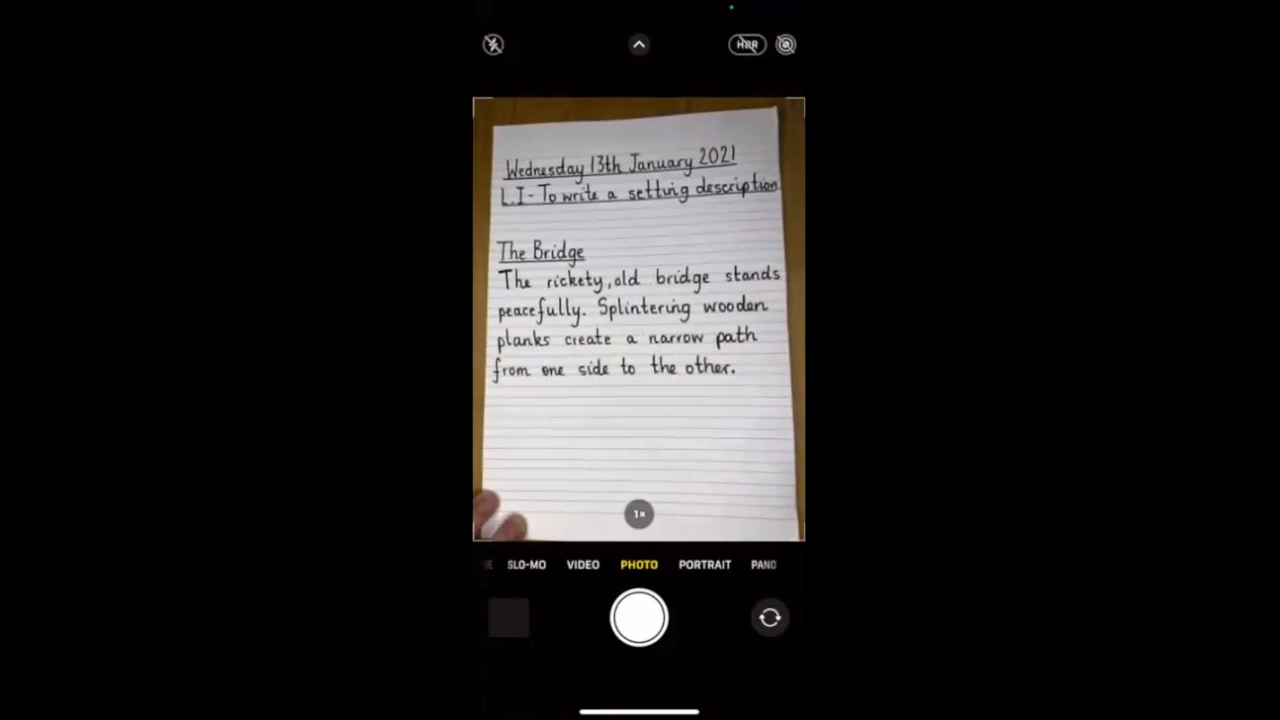 HDR
Wednesday 13th January 2021
L.I - To write a setting description.
The Bridge
The rickety, old bridge stands
peacefully. Splintering wooden
planks create a narrow path
from one side to the other.
1×
SLO-MO VIDEO PHOTO PORTRAIT PANO